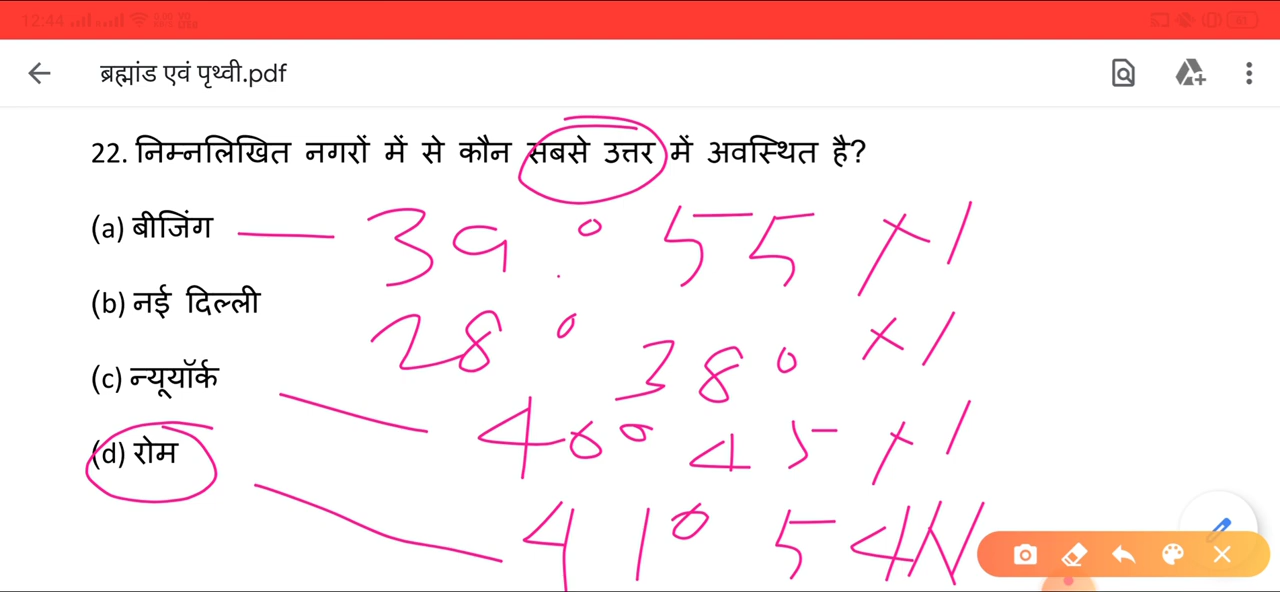 12:44
ब्रह्मांड एवं पृथ्वी.pdf
22. निम्नलिखित नगरों में से कौन सबसे उत्तर में अवस्थित है?
(a) बीजिंग 39° 55
(b) नई दिल्ली 28° 38°
(c) न्यूयॉर्क 40° 45
(d) रोम 41° 54N